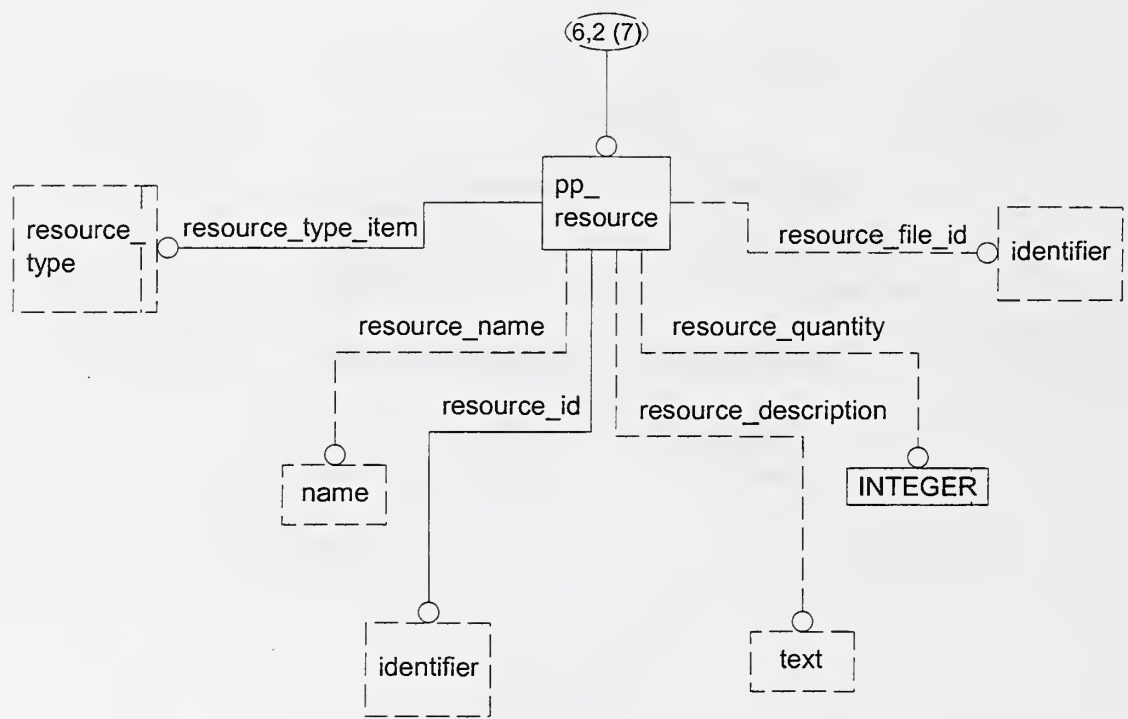 6,2 (7)
pp_
resource
resource_
type
resource_type_item
resource_file_id
identifier
resource_name
resource_quantity
resource_id
resource_description
name
INTEGER
identifier
text